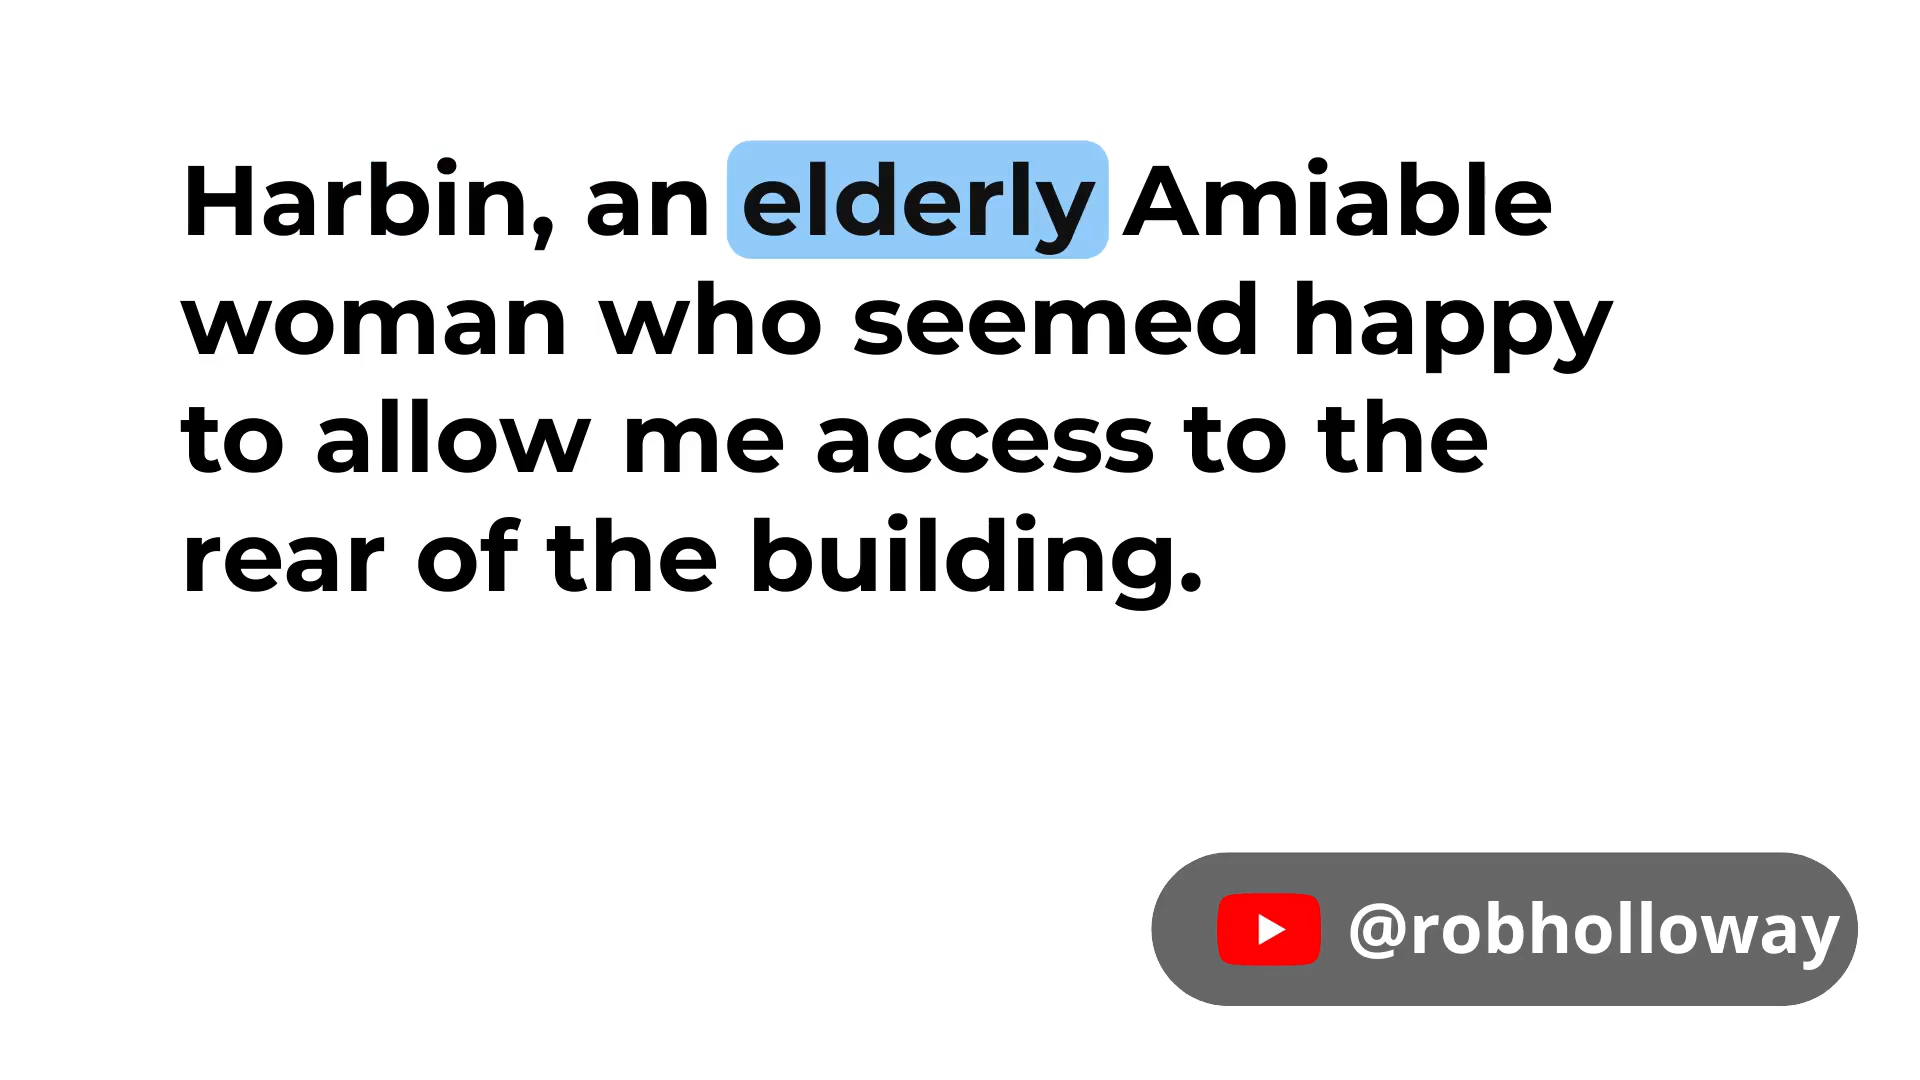 Harbin, an elderly Amiable
woman who seemed happy
to allow me access to the
rear of the building.
@robholloway